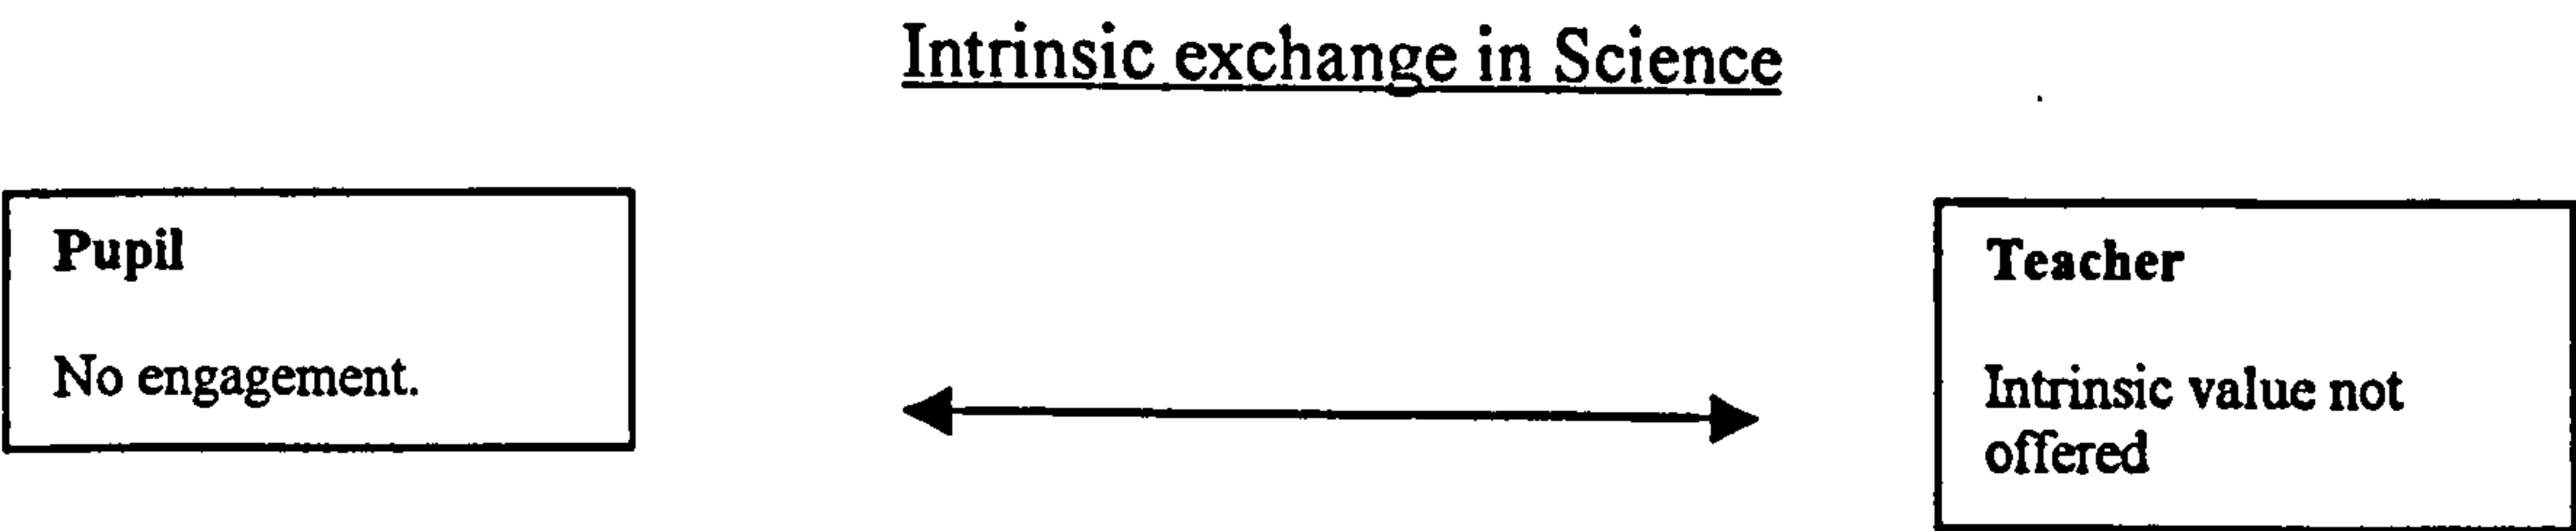 Intrinsic exchange in Science
Pupil
No engagement.
Teacher
Intrinsic value not
offered